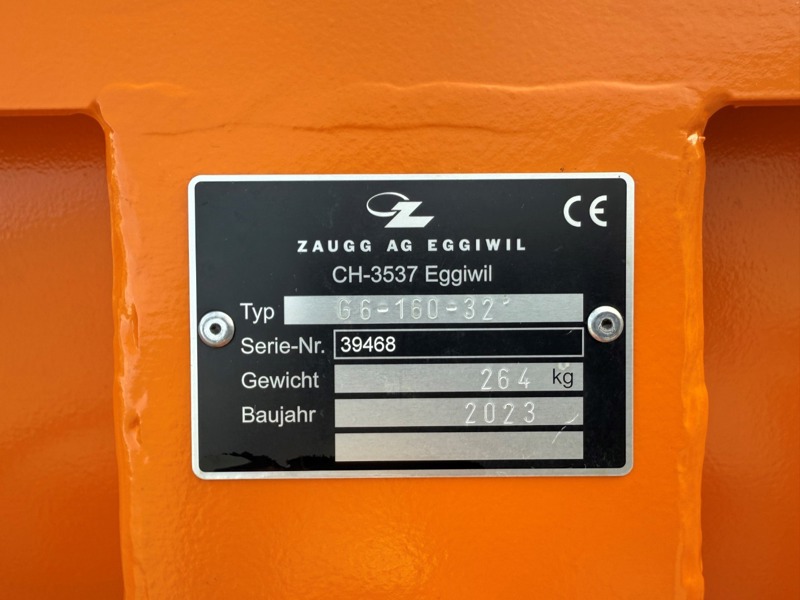 Z CE
ZAUGG AG EGGIWIL
CH-3537 Eggiwil
Typ G6-160-32
Serie-Nr. 39468
Gewicht 264 kg
Baujahr 2023